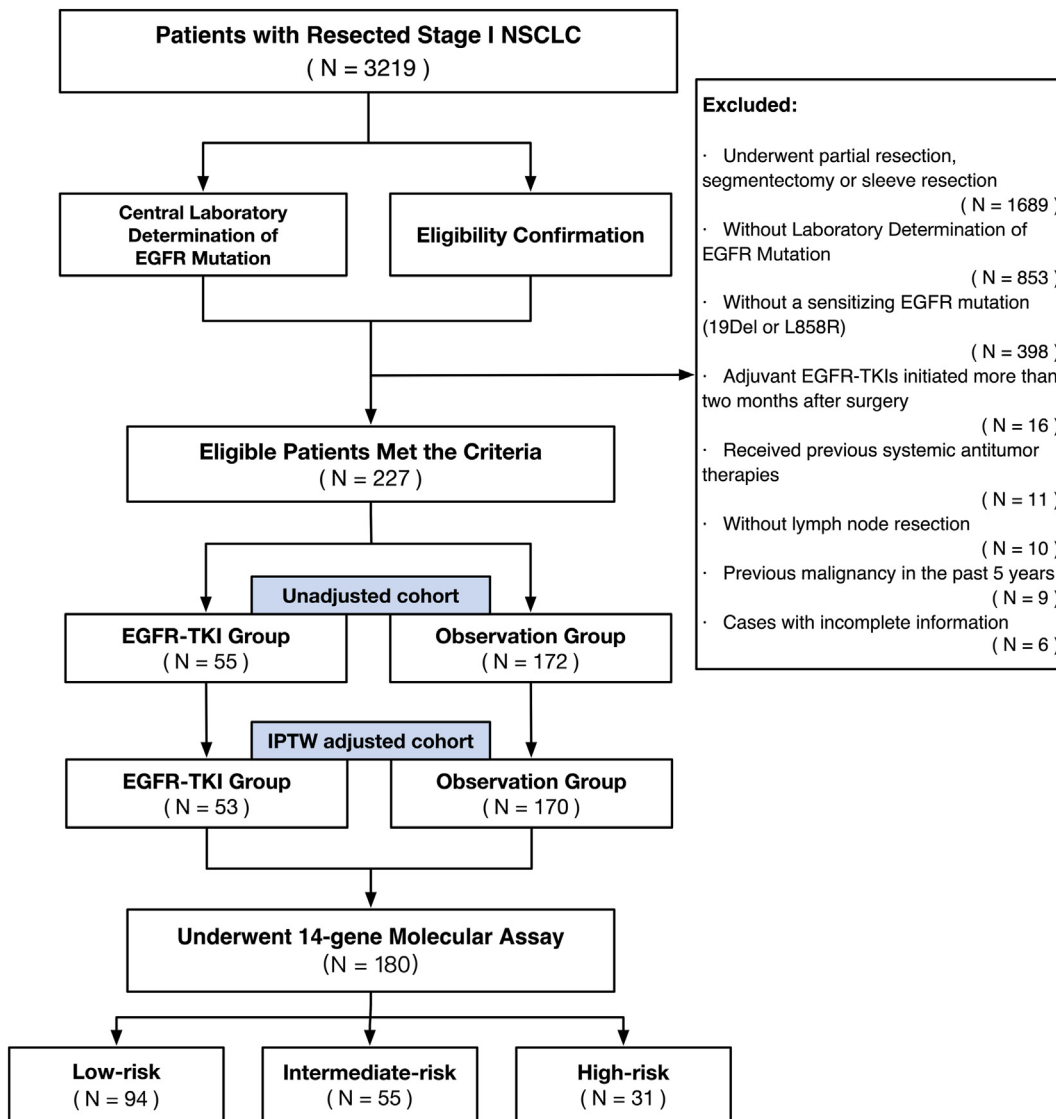 Patients with Resected Stage I NSCLC
( N = 3219 )
Central Laboratory
Determination of
EGFR Mutation
Eligibility Confirmation
Excluded:
· Underwent partial resection,
segmentectomy or sleeve resection
( N = 1689 )
· Without Laboratory Determination of
EGFR Mutation
( N = 853 )
· Without a sensitizing EGFR mutation
(19Del or L858R)
( N = 398 )
· Adjuvant EGFR-TKIs initiated more than
two months after surgery
( N = 16 )
· Received previous systemic antitumor
therapies
( N = 11 )
· Without lymph node resection
( N = 10 )
· Previous malignancy in the past 5 years
( N = 9 )
· Cases with incomplete information
( N = 6 )
Eligible Patients Met the Criteria
( N = 227 )
Unadjusted cohort
EGFR-TKI Group
( N = 55 )
Observation Group
( N = 172 )
IPTW adjusted cohort
EGFR-TKI Group
( N = 53 )
Observation Group
( N = 170 )
Underwent 14-gene Molecular Assay
(N = 180)
Low-risk
( N = 94 )
Intermediate-risk
( N = 55 )
High-risk
( N = 31 )